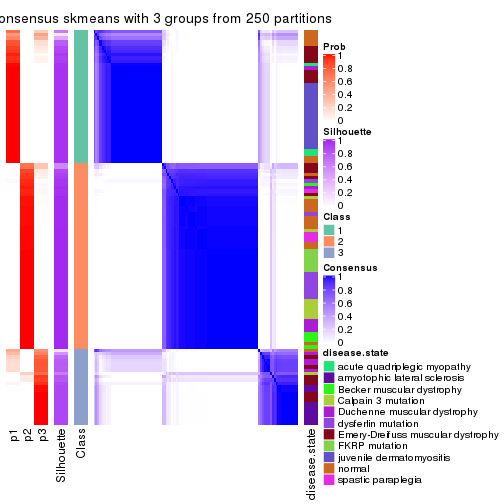 onsensus skmeans with 3 groups from 250 partitions
Prob
1
0.8
0.6
0.4
0.2
0
Silhouette
1
0.8
0.6
0.4
0.2
0
Class
1
2
3
Consensus
1
0.8
0.6
0.4
0.2
0
disease.state
acute quadriplegic myopathy
amyotophic lateral sclerosis
Becker muscular dystrophy
Calpain 3 mutation
Duchenne muscular dystrophy
dysferlin mutation
Emery-Dreifuss muscular dystrophy
FKRP mutation
juvenile dermatomyositis
normal
spastic paraplegia
p1
p2
p3
Silhouette
Class
disease.state